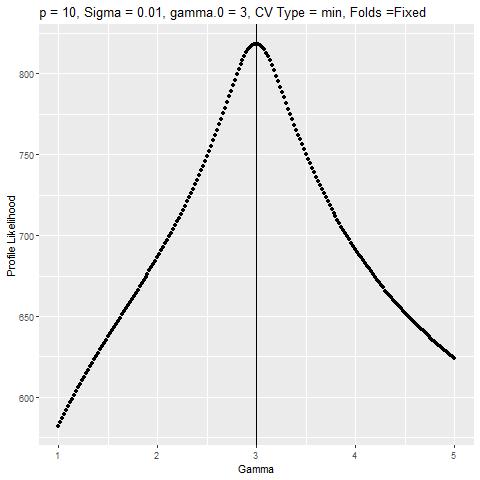 p = 10, Sigma = 0.01, gamma.0 = 3, CV Type = min, Folds =Fixed
Profile Likelihood
800
750
700
650
600
1 2 3 4 5
Gamma